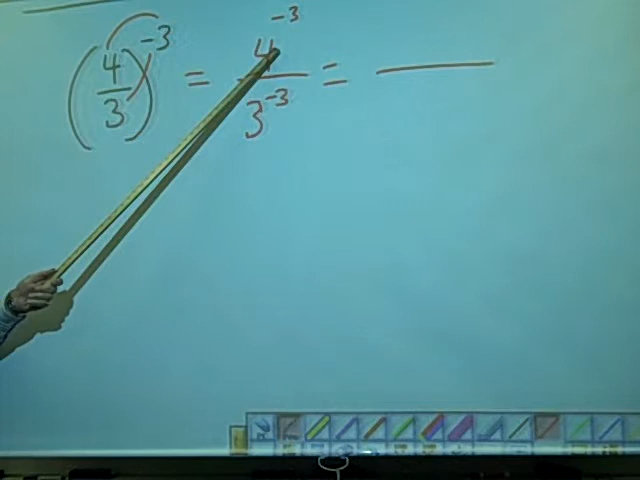 (4/3)^-3 = 4^-3/3^-3 =